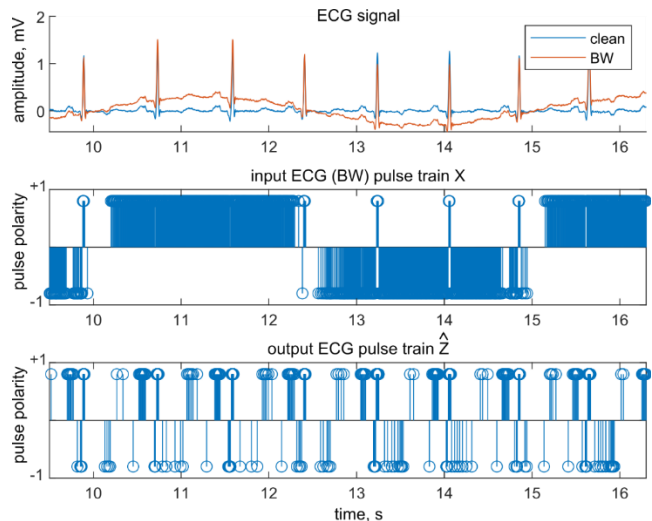 ECG signal
amplitude, mV
2
1
0
clean
BW
10 11 12 13 14 15 16
input ECG (BW) pulse train X
pulse polarity
+1
-1
10 11 12 13 14 15 16
output ECG pulse train Ẑ
pulse polarity
+1
-1
10 11 12 13 14 15 16
time, s